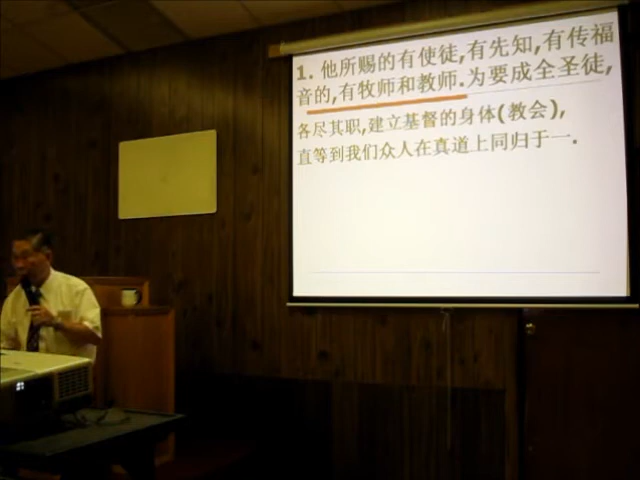 1. 他所赐的有使徒,有先知,有传福
音的,有牧师和教师.为要成全圣徒,
各尽其职,建立基督的身体(教会),
直等到我们众人在真道上同归于一.